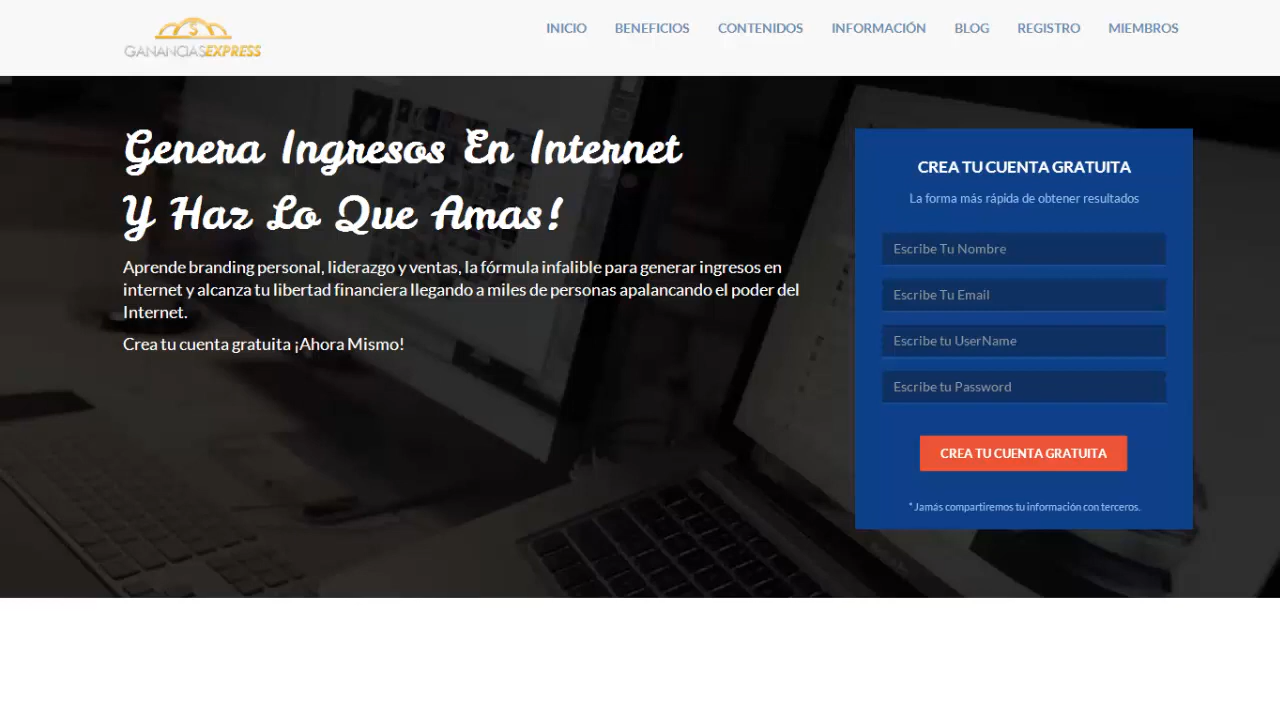 GANANCIASEXPRESS
INICIO BENEFICIOS CONTENIDOS INFORMACIÓN BLOG REGISTRO MIEMBROS
Genera Ingresos En Internet
Y Haz Lo Que Amas!
Aprende branding personal, liderazgo y ventas, la fórmula infalible para generar ingresos en
internet y alcanza tu libertad financiera llegando a miles de personas apalancando el poder del
Internet.
Crea tu cuenta gratuita ¡Ahora Mismo!
CREA TU CUENTA GRATUITA
La forma más rápida de obtener resultados
Escribe Tu Nombre
Escribe Tu Email
Escribe tu UserName
Escribe tu Password
CREA TU CUENTA GRATUITA
* Jamás compartiremos tu información con terceros.